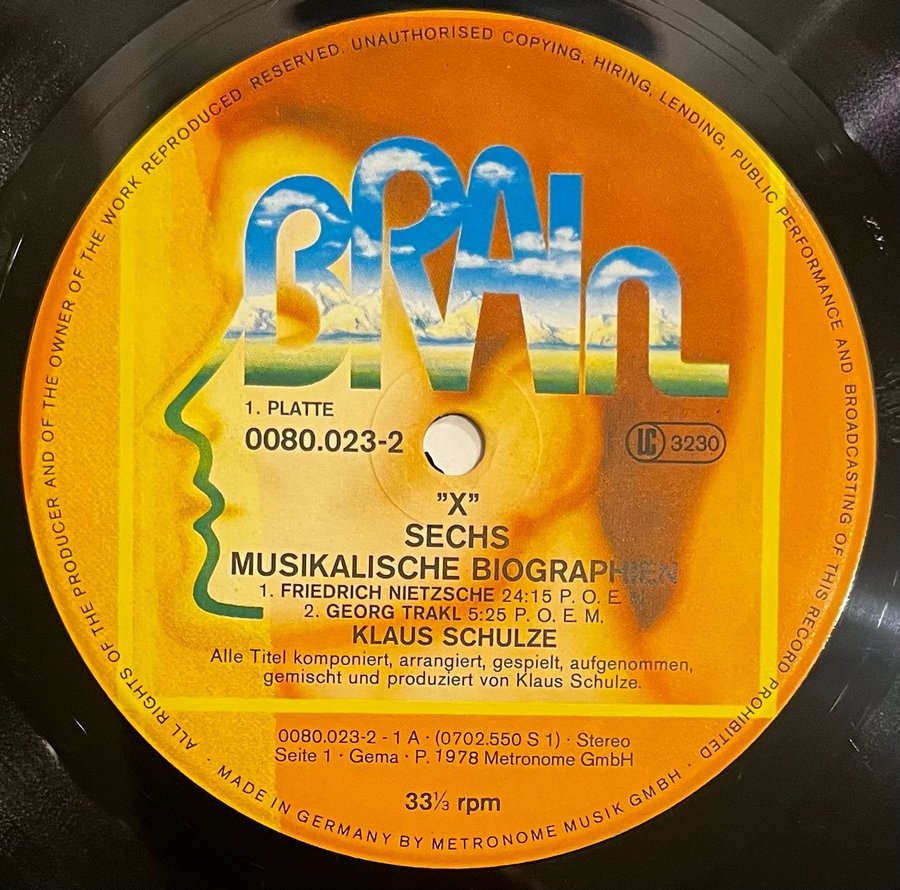 BRAIn
1. PLATTE
0080.023-2
LC 3230
"X"
SECHS
MUSIKALISCHE BIOGRAPHIEN
1. FRIEDRICH NIETZSCHE 24:15 P. O. E.
2. GEORG TRAKL 5:25 P. O. E. M.
KLAUS SCHULZE
Alle Titel komponiert, arrangiert, gespielt, aufgenommen,
gemischt und produziert von Klaus Schulze.
0080.023-2 - 1 A · (0702.550 S 1) · Stereo
Seite 1 · Gema · P. 1978 Metronome GmbH
33⅓ rpm
ALL RIGHTS OF THE PRODUCER AND OF THE OWNER OF THE WORK REPRODUCED RESERVED. UNAUTHORISED COPYING, HIRING, LENDING, PUBLIC PERFORMANCE AND BROADCASTING OF THIS RECORD PROHIBITED
· MADE IN GERMANY BY METRONOME MUSIK GMBH ·